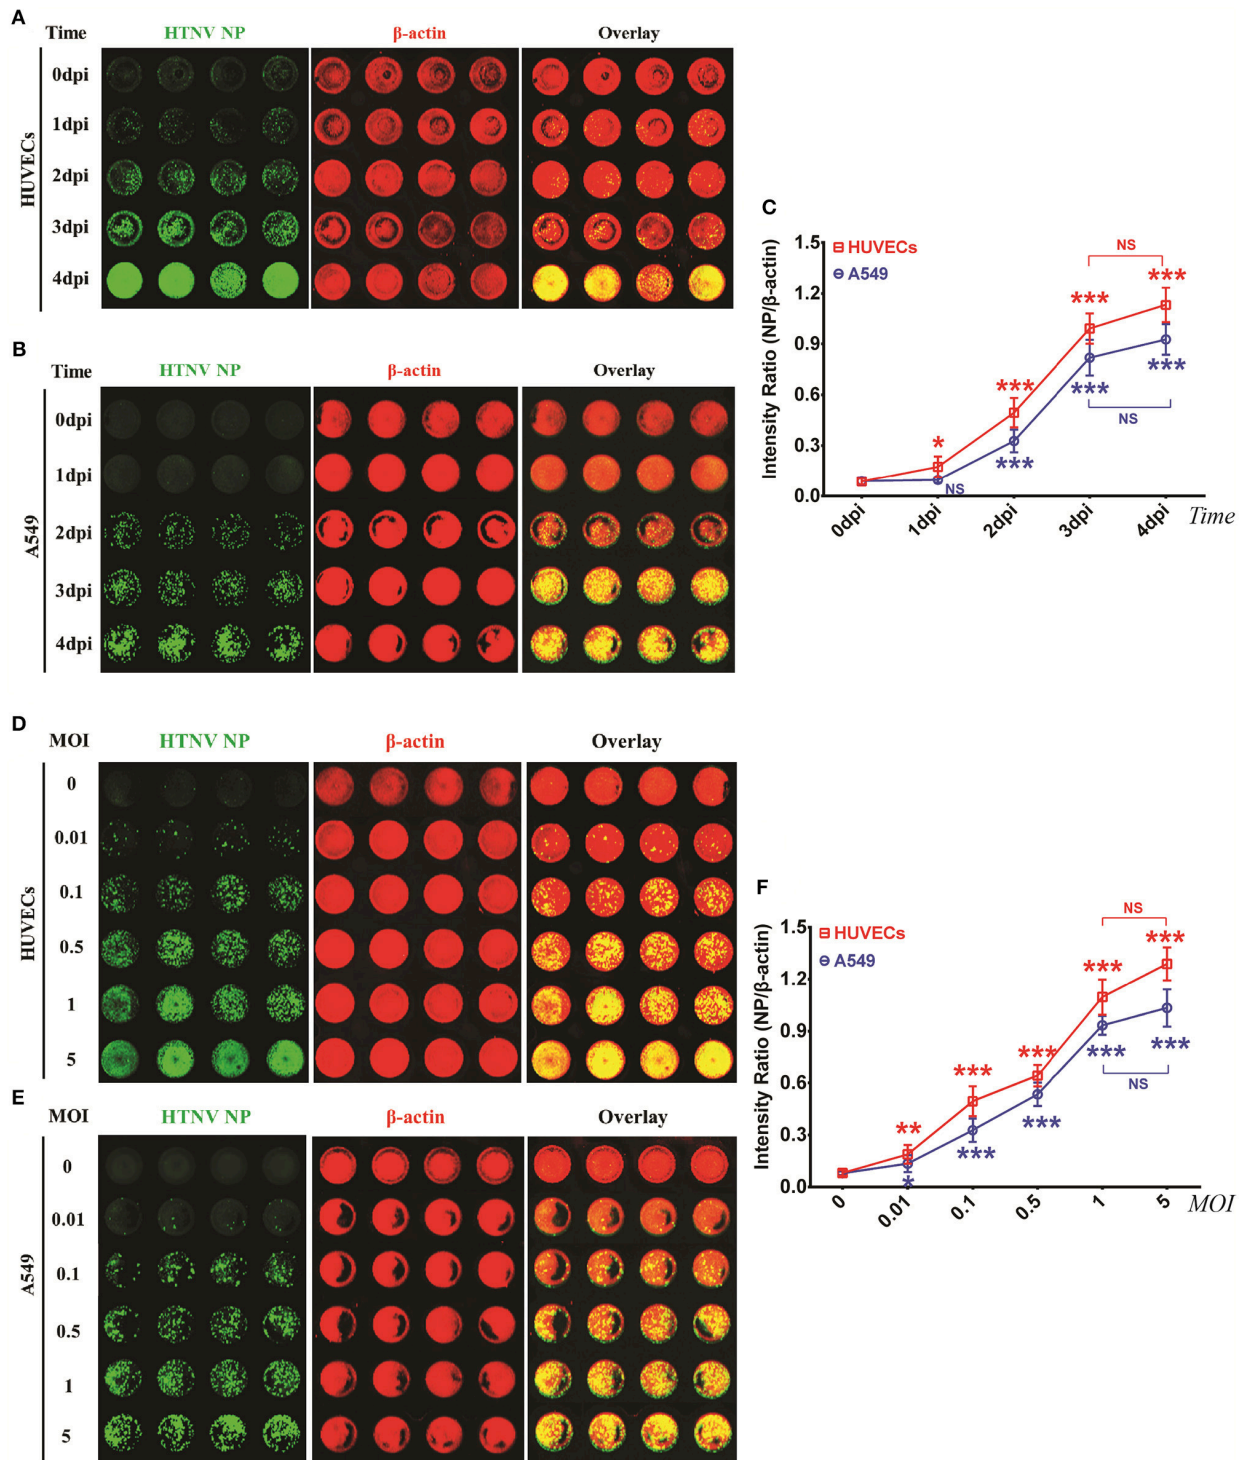 A
Time HTNV NP β-actin Overlay
HUVECs
0dpi
1dpi
2dpi
3dpi
4dpi
B
Time HTNV NP β-actin Overlay
A549
0dpi
1dpi
2dpi
3dpi
4dpi
C
Intensity Ratio (NP/β-actin)
1.5
1.2
0.9
0.6
0.3
0.0
HUVECs
A549
NS
*** ***
***
*
*** ***
***
NS
NS
0dpi 1dpi 2dpi 3dpi 4dpi Time
D
MOI HTNV NP β-actin Overlay
HUVECs
0
0.01
0.1
0.5
1
5
E
MOI HTNV NP β-actin Overlay
A549
0
0.01
0.1
0.5
1
5
F
Intensity Ratio (NP/β-actin)
1.5
1.2
0.9
0.6
0.3
0.0
HUVECs
A549
NS
** *** *** *** ***
* *** *** *** ***
NS
0 0.01 0.1 0.5 1 5 MOI